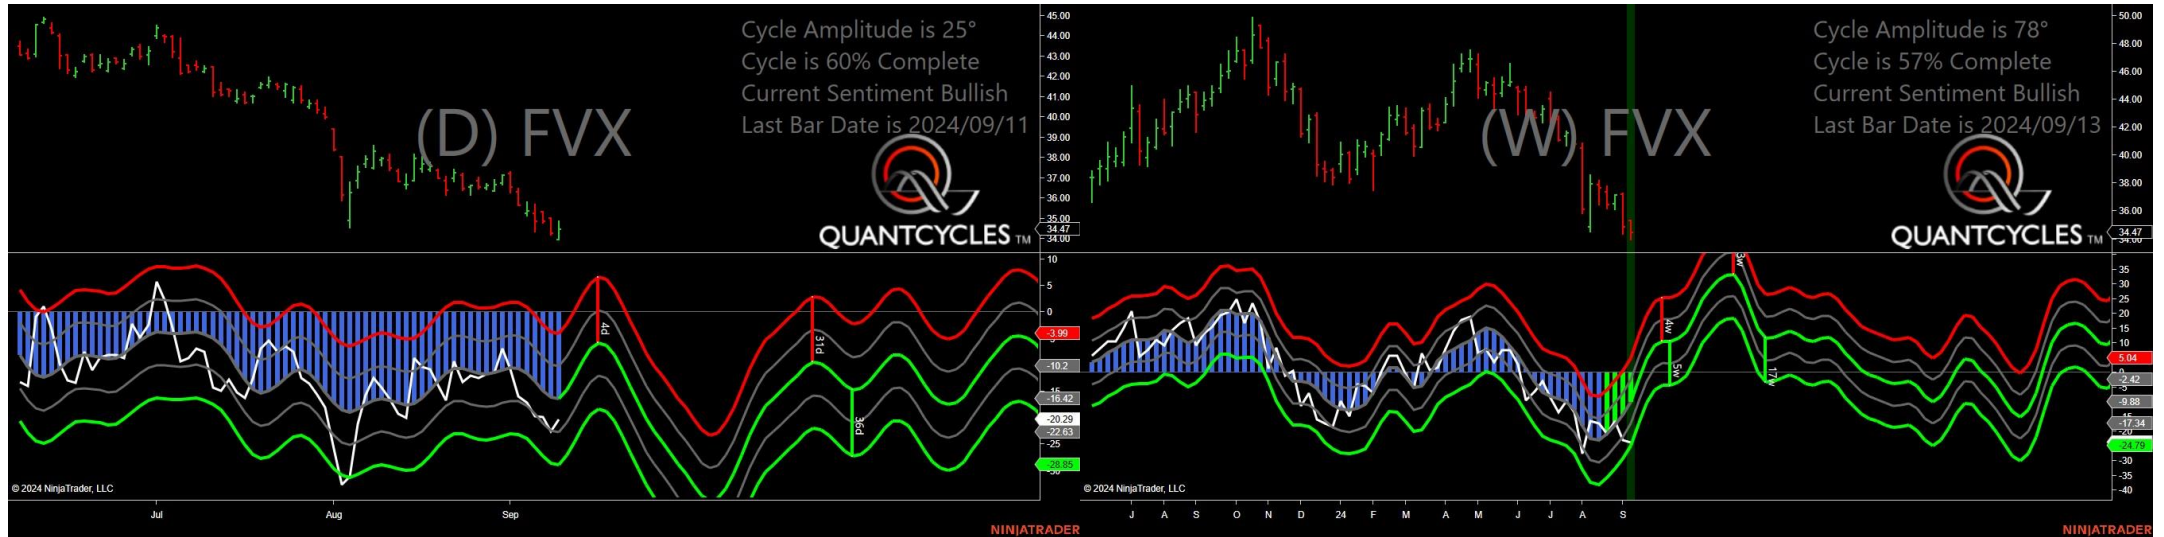 Cycle Amplitude is 25°
Cycle is 60% Complete
Current Sentiment Bullish
Last Bar Date is 2024/09/11
(D) FVX
QUANTCYCLES TM
45.00
44.00
43.00
42.00
41.00
40.00
39.00
38.00
37.00
36.00
35.00
34.47
34.00
10
5
0
-3.99
-10.2
-15
-16.42
-20.29
-22.63
-25
-28.85
4d
31d
36d
© 2024 NinjaTrader, LLC
Jul
Aug
Sep
NINJATRADER
Cycle Amplitude is 78°
Cycle is 57% Complete
Current Sentiment Bullish
Last Bar Date is 2024/09/13
(W) FVX
QUANTCYCLES TM
50.00
48.00
46.00
44.00
42.00
40.00
38.00
36.00
34.47
34.00
35
30
25
20
15
10
5.04
0
-2.42
-5
-9.88
-15
-17.34
-20
-24.79
-30
-35
-40
3w
4w
5w
17w
© 2024 NinjaTrader, LLC
J A S O N D 24 F M A M J J A S
NINJATRADER